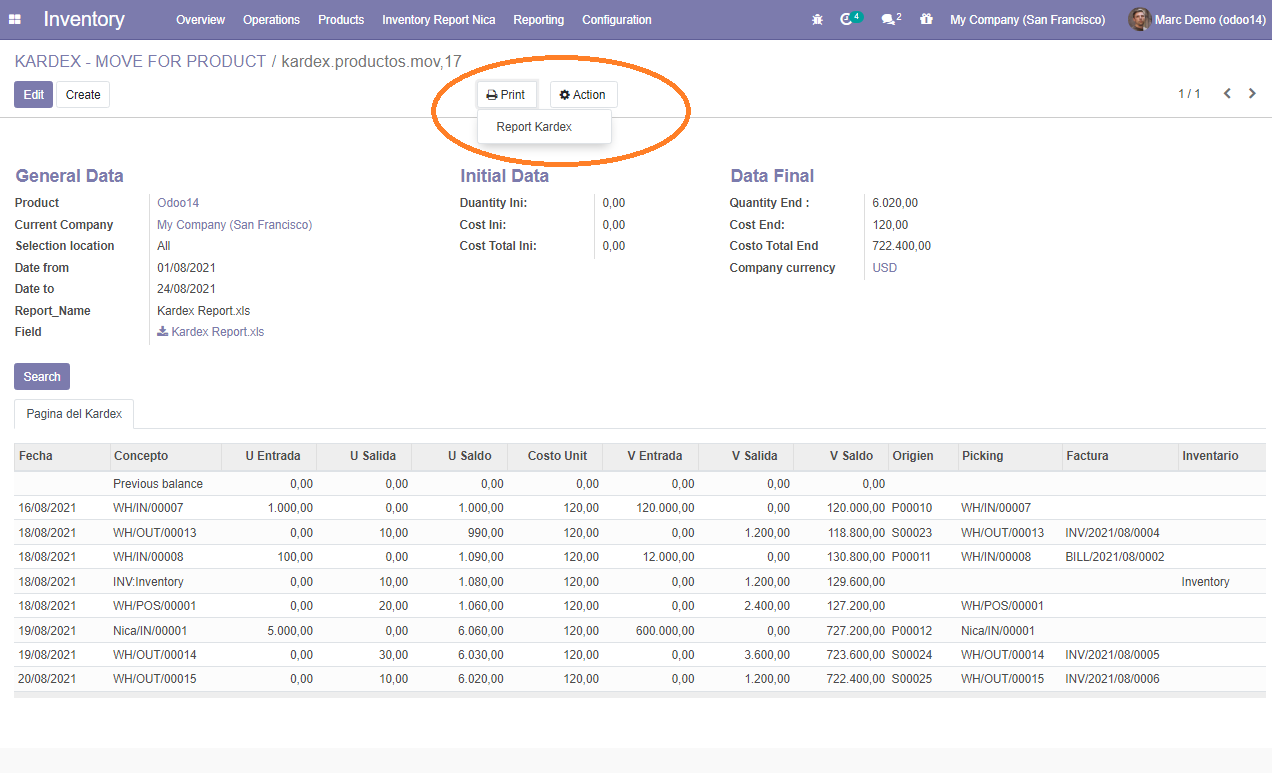 Inventory Overview Operations Products Inventory Report Nica Reporting Configuration 4 2 My Company (San Francisco) Marc Demo (odoo14)
KARDEX - MOVE FOR PRODUCT / kardex.productos.mov,17
Edit Create Print Action 1 / 1
Report Kardex
General Data Initial Data Data Final
Product Odoo14 Duantity Ini: 0,00 Quantity End : 6.020,00
Current Company My Company (San Francisco) Cost Ini: 0,00 Cost End: 120,00
Selection location All Cost Total Ini: 0,00 Costo Total End 722.400,00
Date from 01/08/2021 Company currency USD
Date to 24/08/2021
Report_Name Kardex Report.xls
Field Kardex Report.xls
Search
Pagina del Kardex
Fecha Concepto U Entrada U Salida U Saldo Costo Unit V Entrada V Salida V Saldo Origien Picking Factura Inventario
Previous balance 0,00 0,00 0,00 0,00 0,00 0,00 0,00
16/08/2021 WH/IN/00007 1.000,00 0,00 1.000,00 120,00 120.000,00 0,00 120.000,00 P00010 WH/IN/00007
18/08/2021 WH/OUT/00013 0,00 10,00 990,00 120,00 0,00 1.200,00 118.800,00 S00023 WH/OUT/00013 INV/2021/08/0004
18/08/2021 WH/IN/00008 100,00 0,00 1.090,00 120,00 12.000,00 0,00 130.800,00 P00011 WH/IN/00008 BILL/2021/08/0002
18/08/2021 INV:Inventory 0,00 10,00 1.080,00 120,00 0,00 1.200,00 129.600,00 Inventory
18/08/2021 WH/POS/00001 0,00 20,00 1.060,00 120,00 0,00 2.400,00 127.200,00 WH/POS/00001
19/08/2021 Nica/IN/00001 5.000,00 0,00 6.060,00 120,00 600.000,00 0,00 727.200,00 P00012 Nica/IN/00001
19/08/2021 WH/OUT/00014 0,00 30,00 6.030,00 120,00 0,00 3.600,00 723.600,00 S00024 WH/OUT/00014 INV/2021/08/0005
20/08/2021 WH/OUT/00015 0,00 10,00 6.020,00 120,00 0,00 1.200,00 722.400,00 S00025 WH/OUT/00015 INV/2021/08/0006